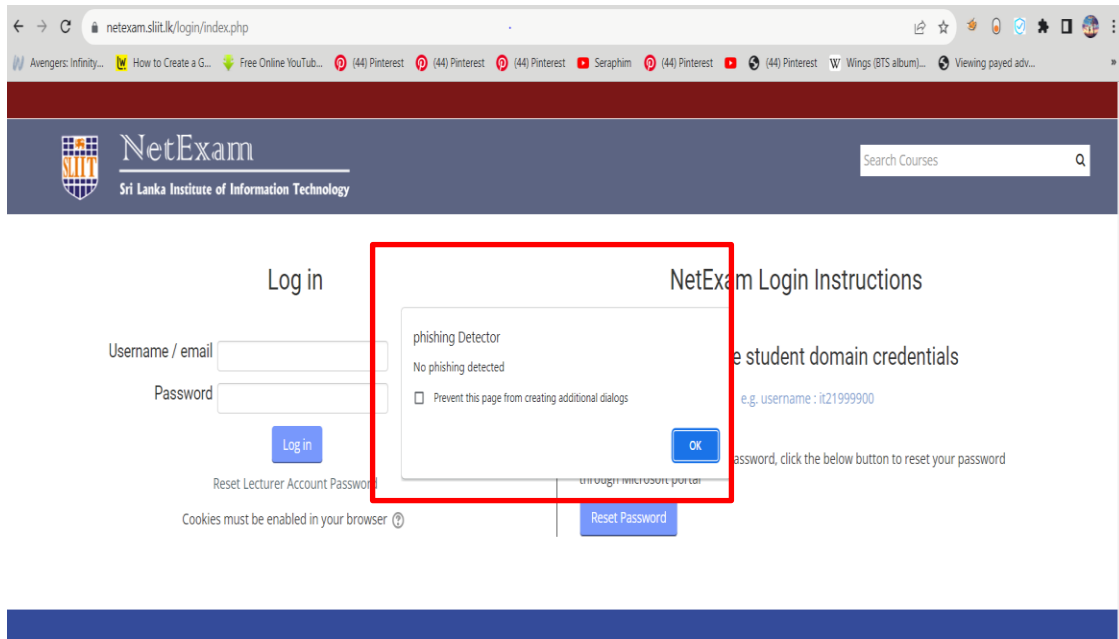 netexam.sliit.lk/login/index.php
Avengers: Infinity... How to Create a G... Free Online YouTub... (44) Pinterest (44) Pinterest (44) Pinterest Seraphim (44) Pinterest (44) Pinterest W Wings (BTS album)... Viewing payed adv... »
SLIIT
NetExam
Sri Lanka Institute of Information Technology
Search Courses
Log in
Username / email
Password
Log in
Reset Lecturer Account Password
Cookies must be enabled in your browser
phishing Detector
No phishing detected
Prevent this page from creating additional dialogs
OK
NetExam Login Instructions
student domain credentials
e.g. username : it21999900
password, click the below button to reset your password
through Microsoft portal
Reset Password